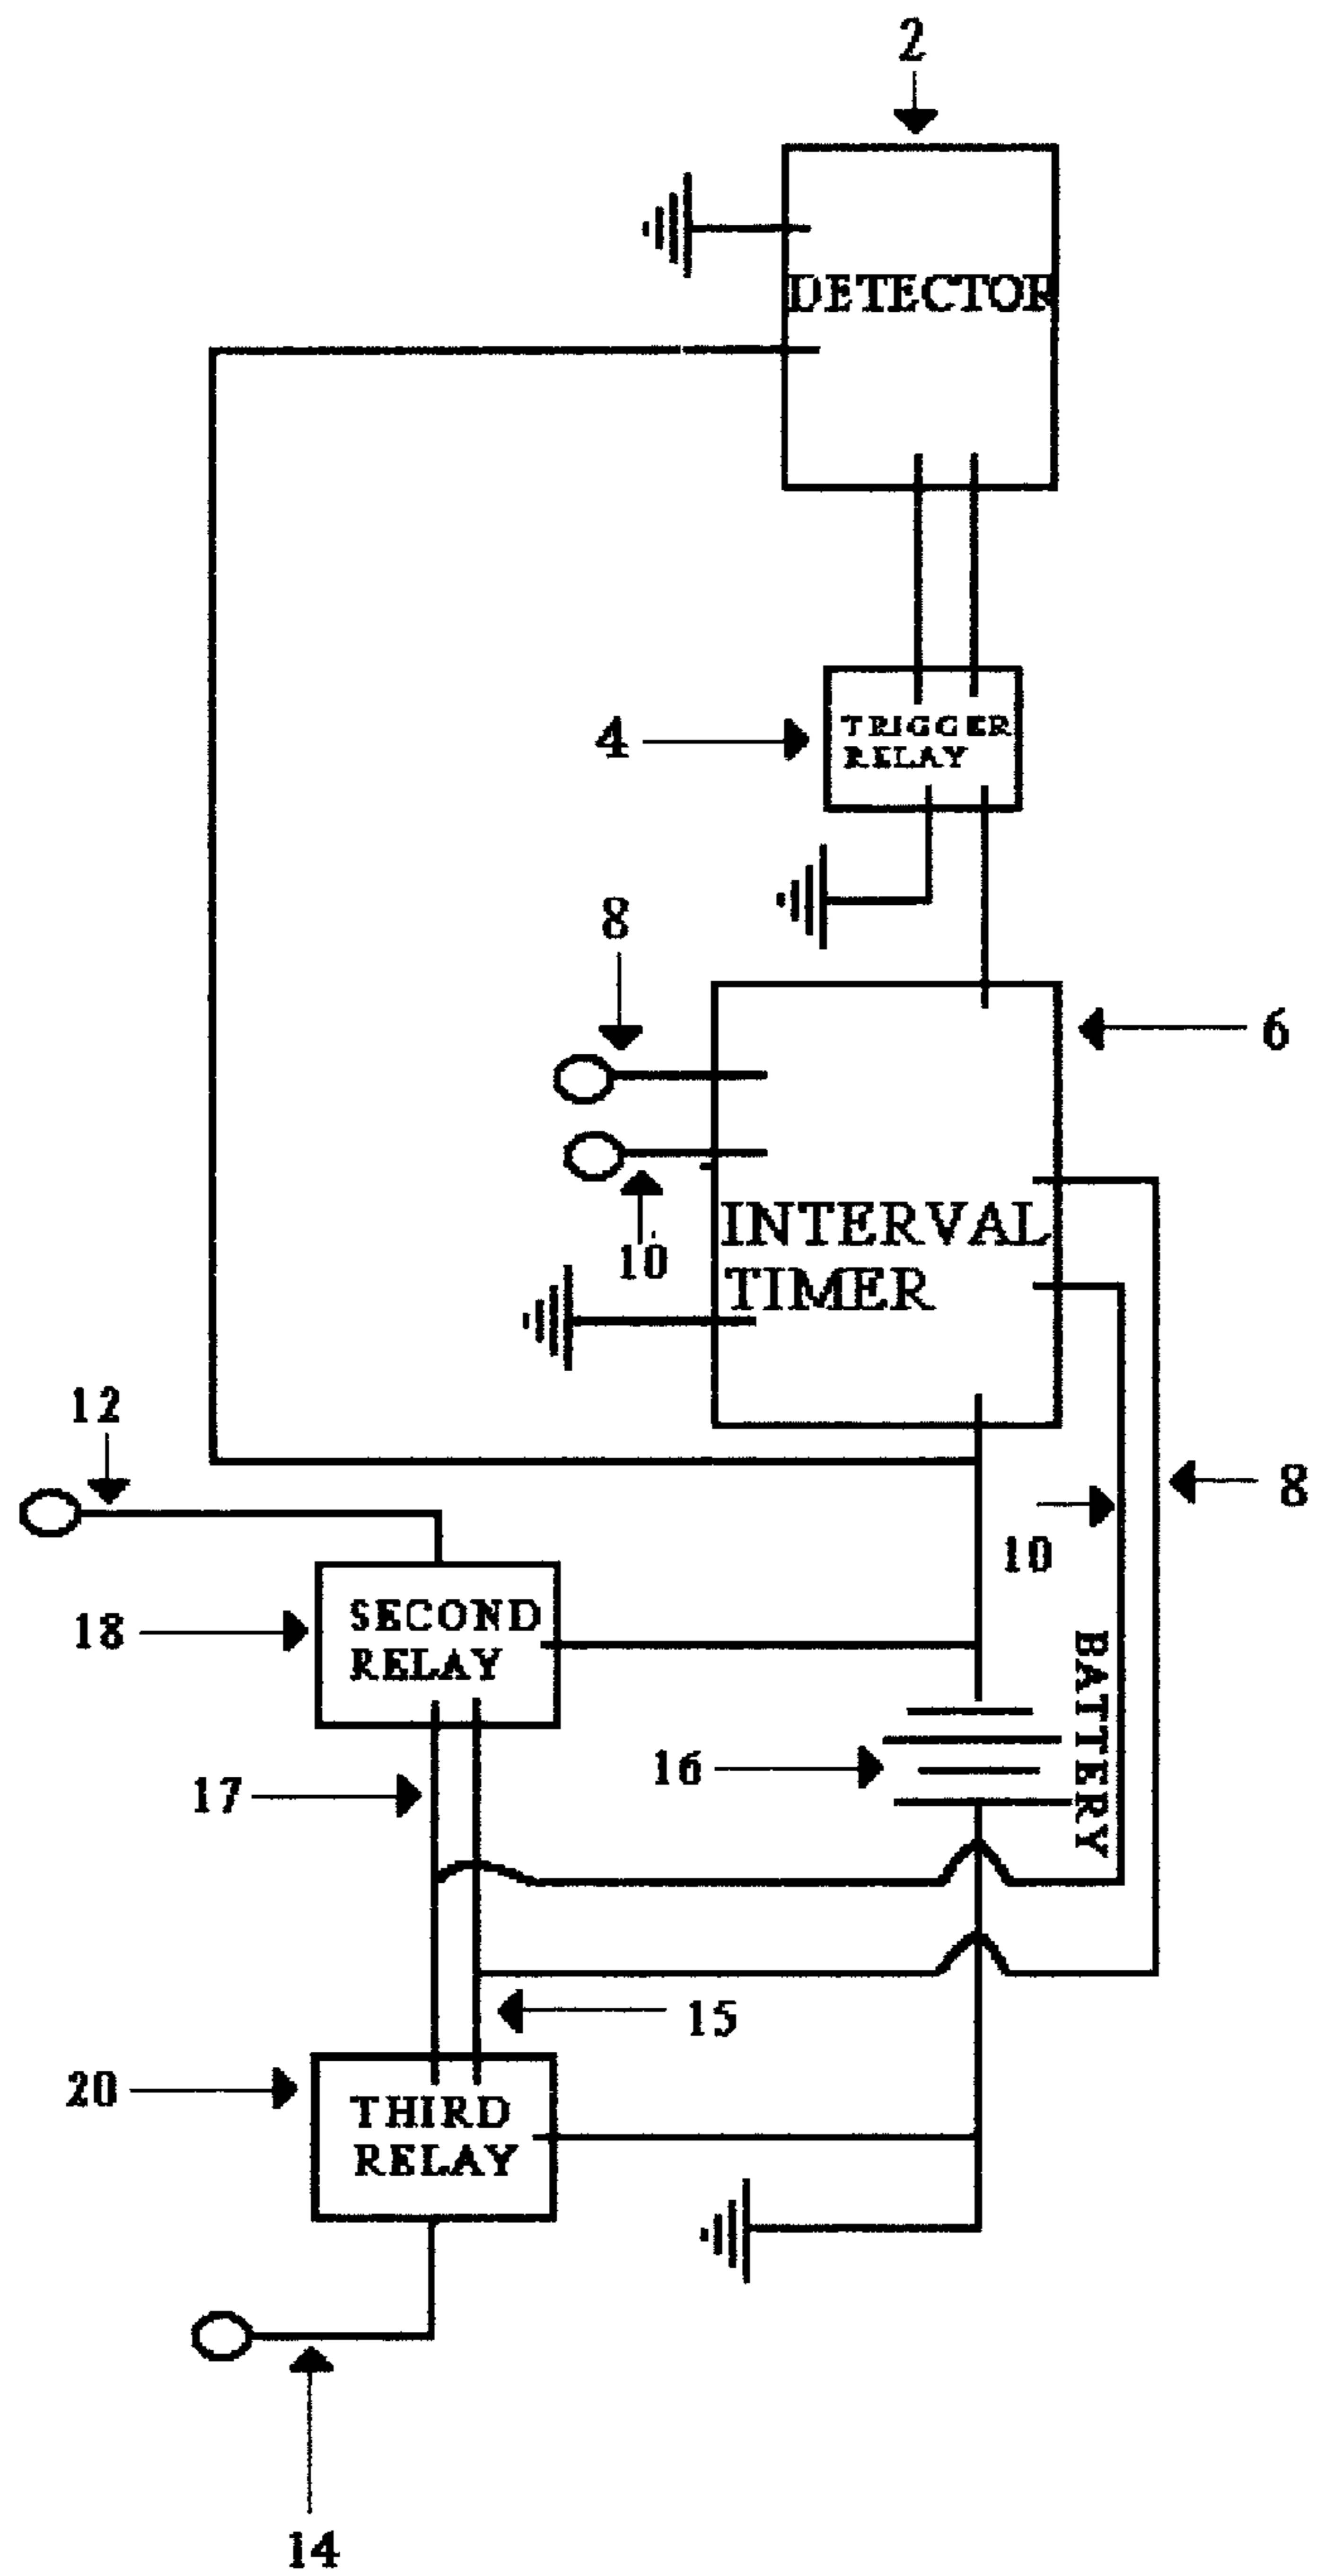 2
DETECTOR
4
TRIGGER
RELAY
8
6
10
INTERVAL
TIMER
12
8
10
18
SECOND
RELAY
BATTERY
16
17
15
20
THIRD
RELAY
14